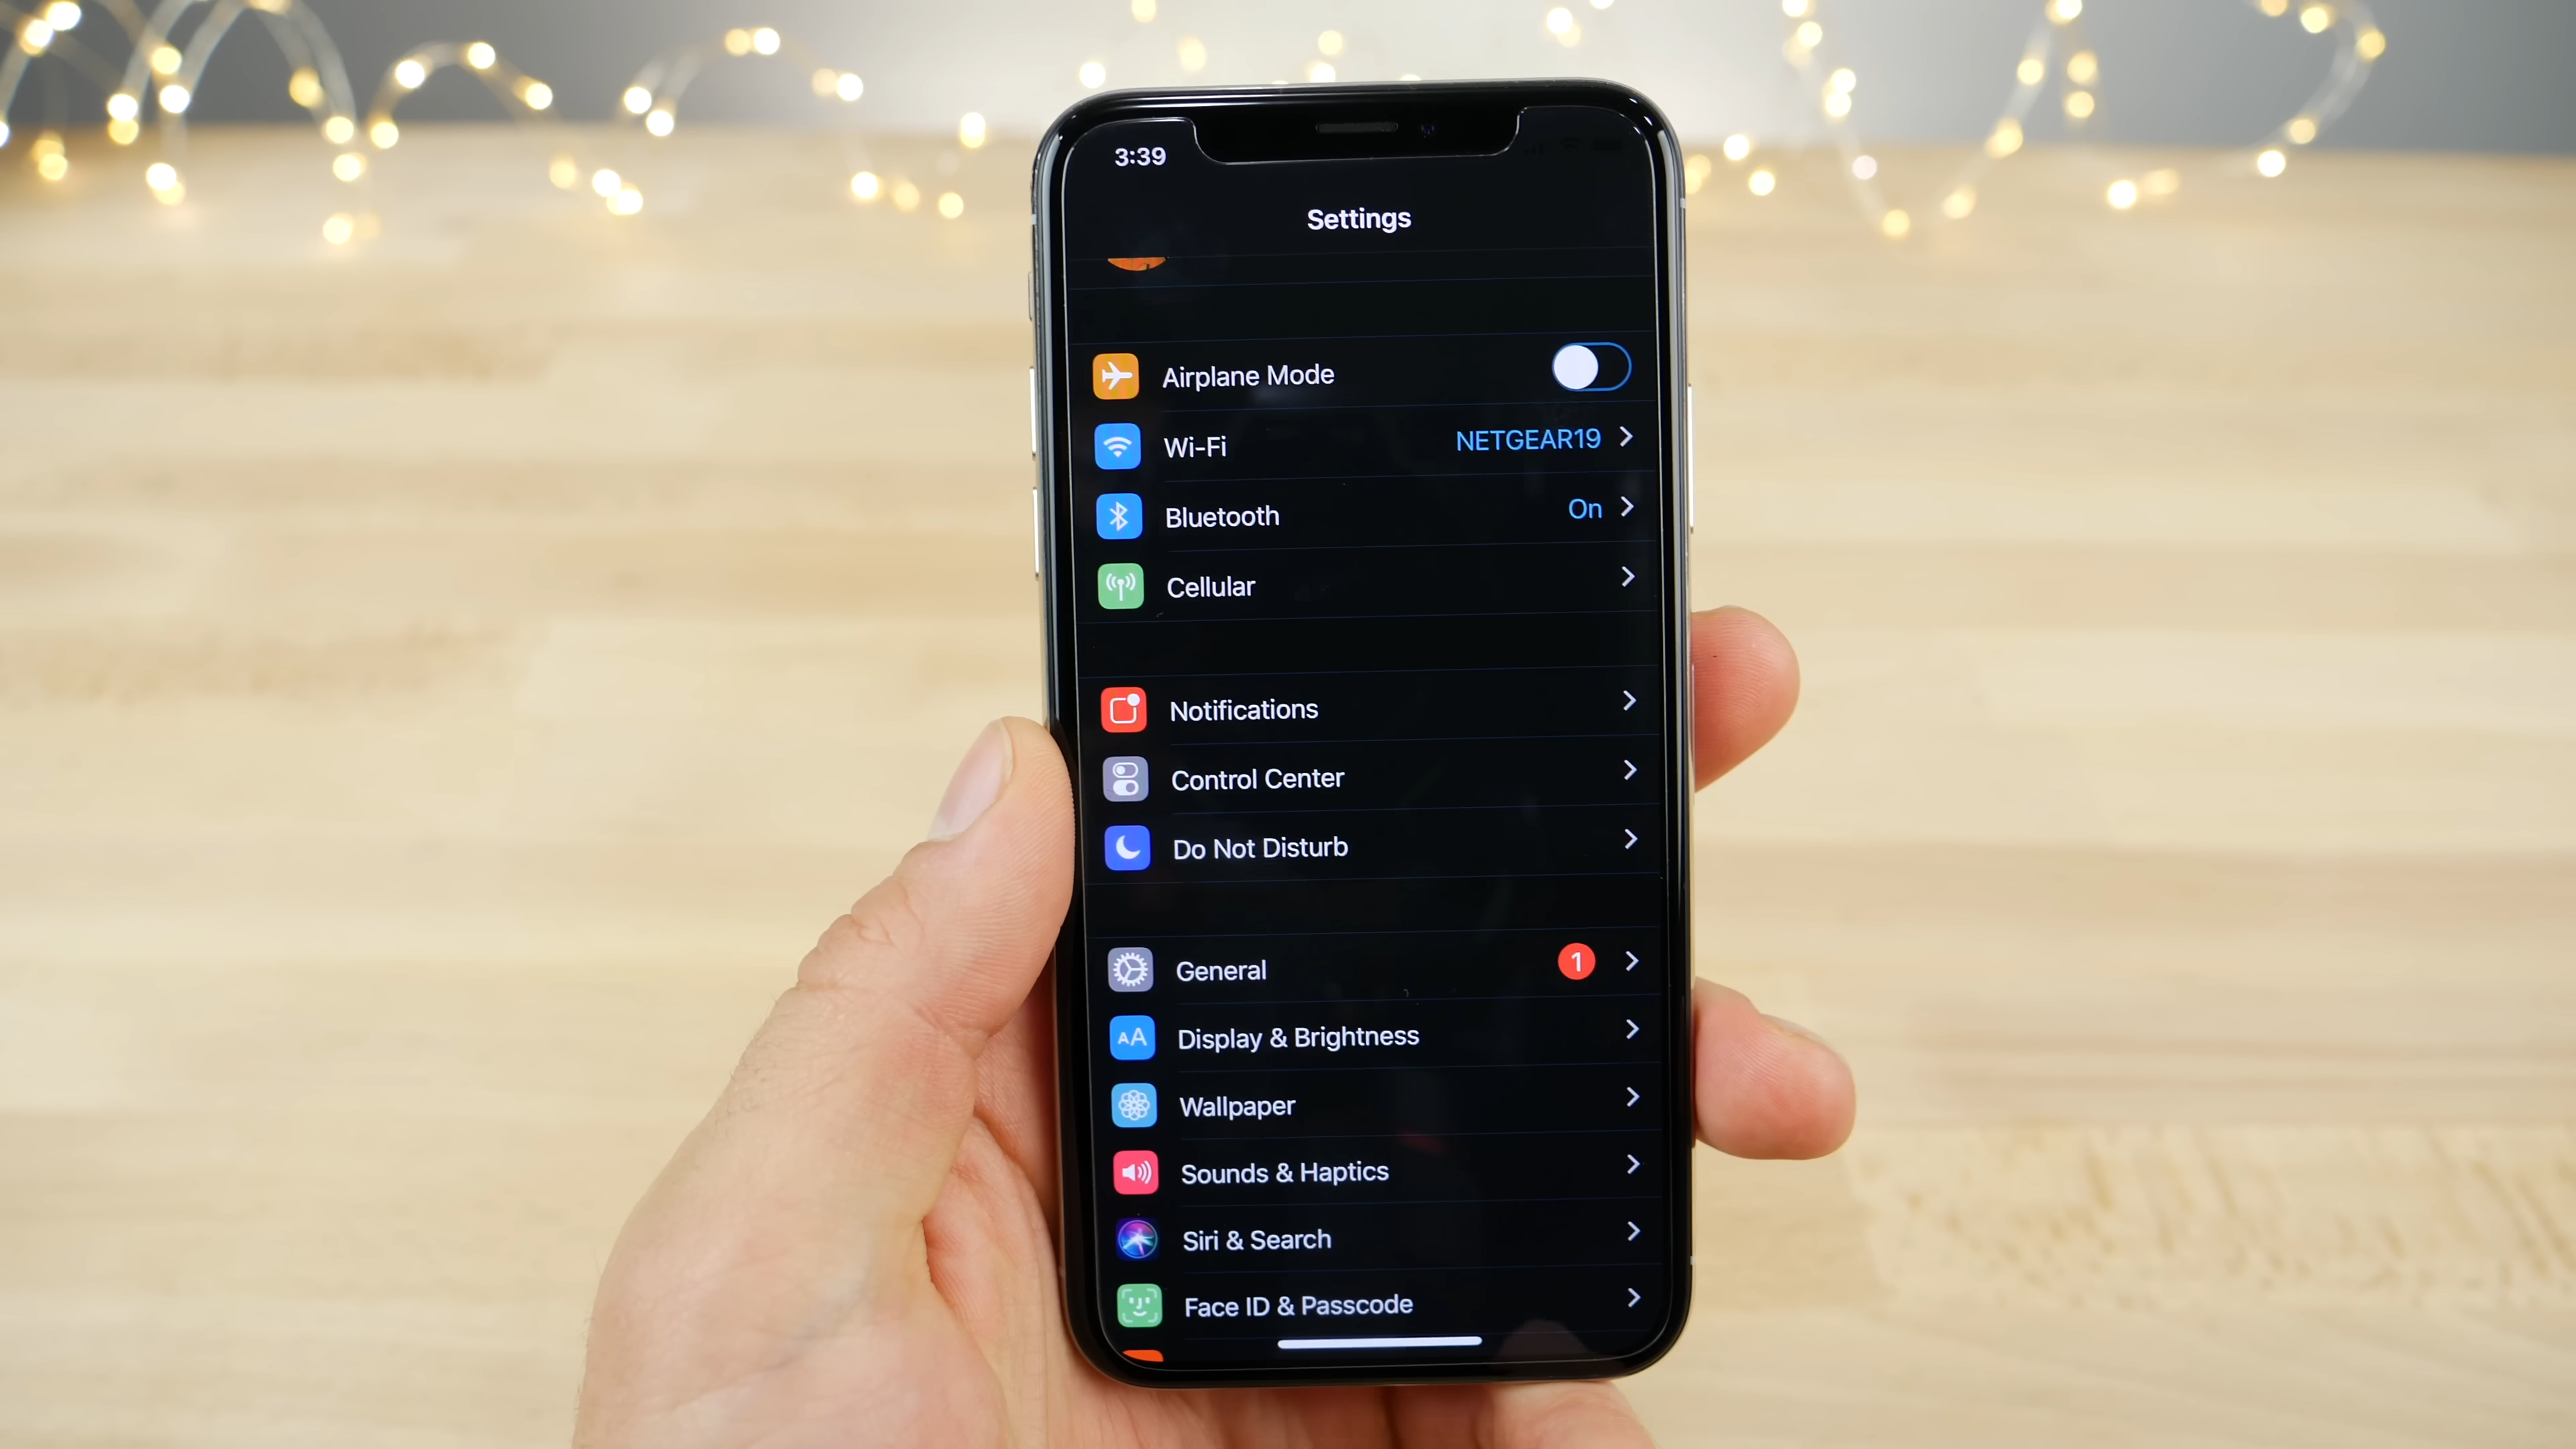 3:39
Settings
Airplane Mode
Wi-Fi NETGEAR19
Bluetooth On
Cellular
Notifications
Control Center
Do Not Disturb
General 1
AA Display & Brightness
Wallpaper
Sounds & Haptics
Siri & Search
Face ID & Passcode